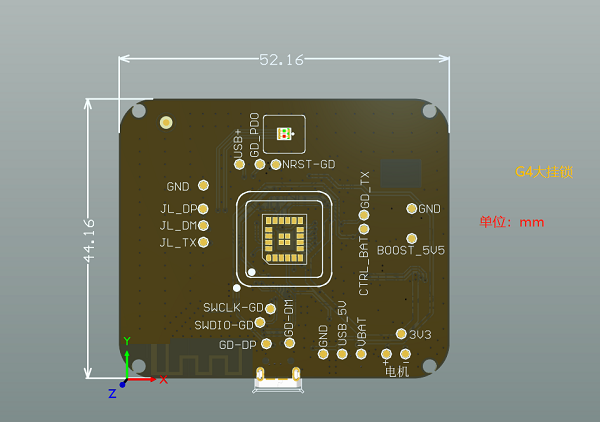 52.16
44.16
USB+
GD_PD0
NRST-GD
GND
JL_DP
JL_DM
JL_TX
GD_TX
CTRL_BAT
GND
BOOST_5V5
G4大挂锁
单位：mm
SWCLK-GD
SWDIO-GD
GD-DP
GD-DM
GND
USB_5V
VBAT
3V3
+
-
电机
Y
X
Z